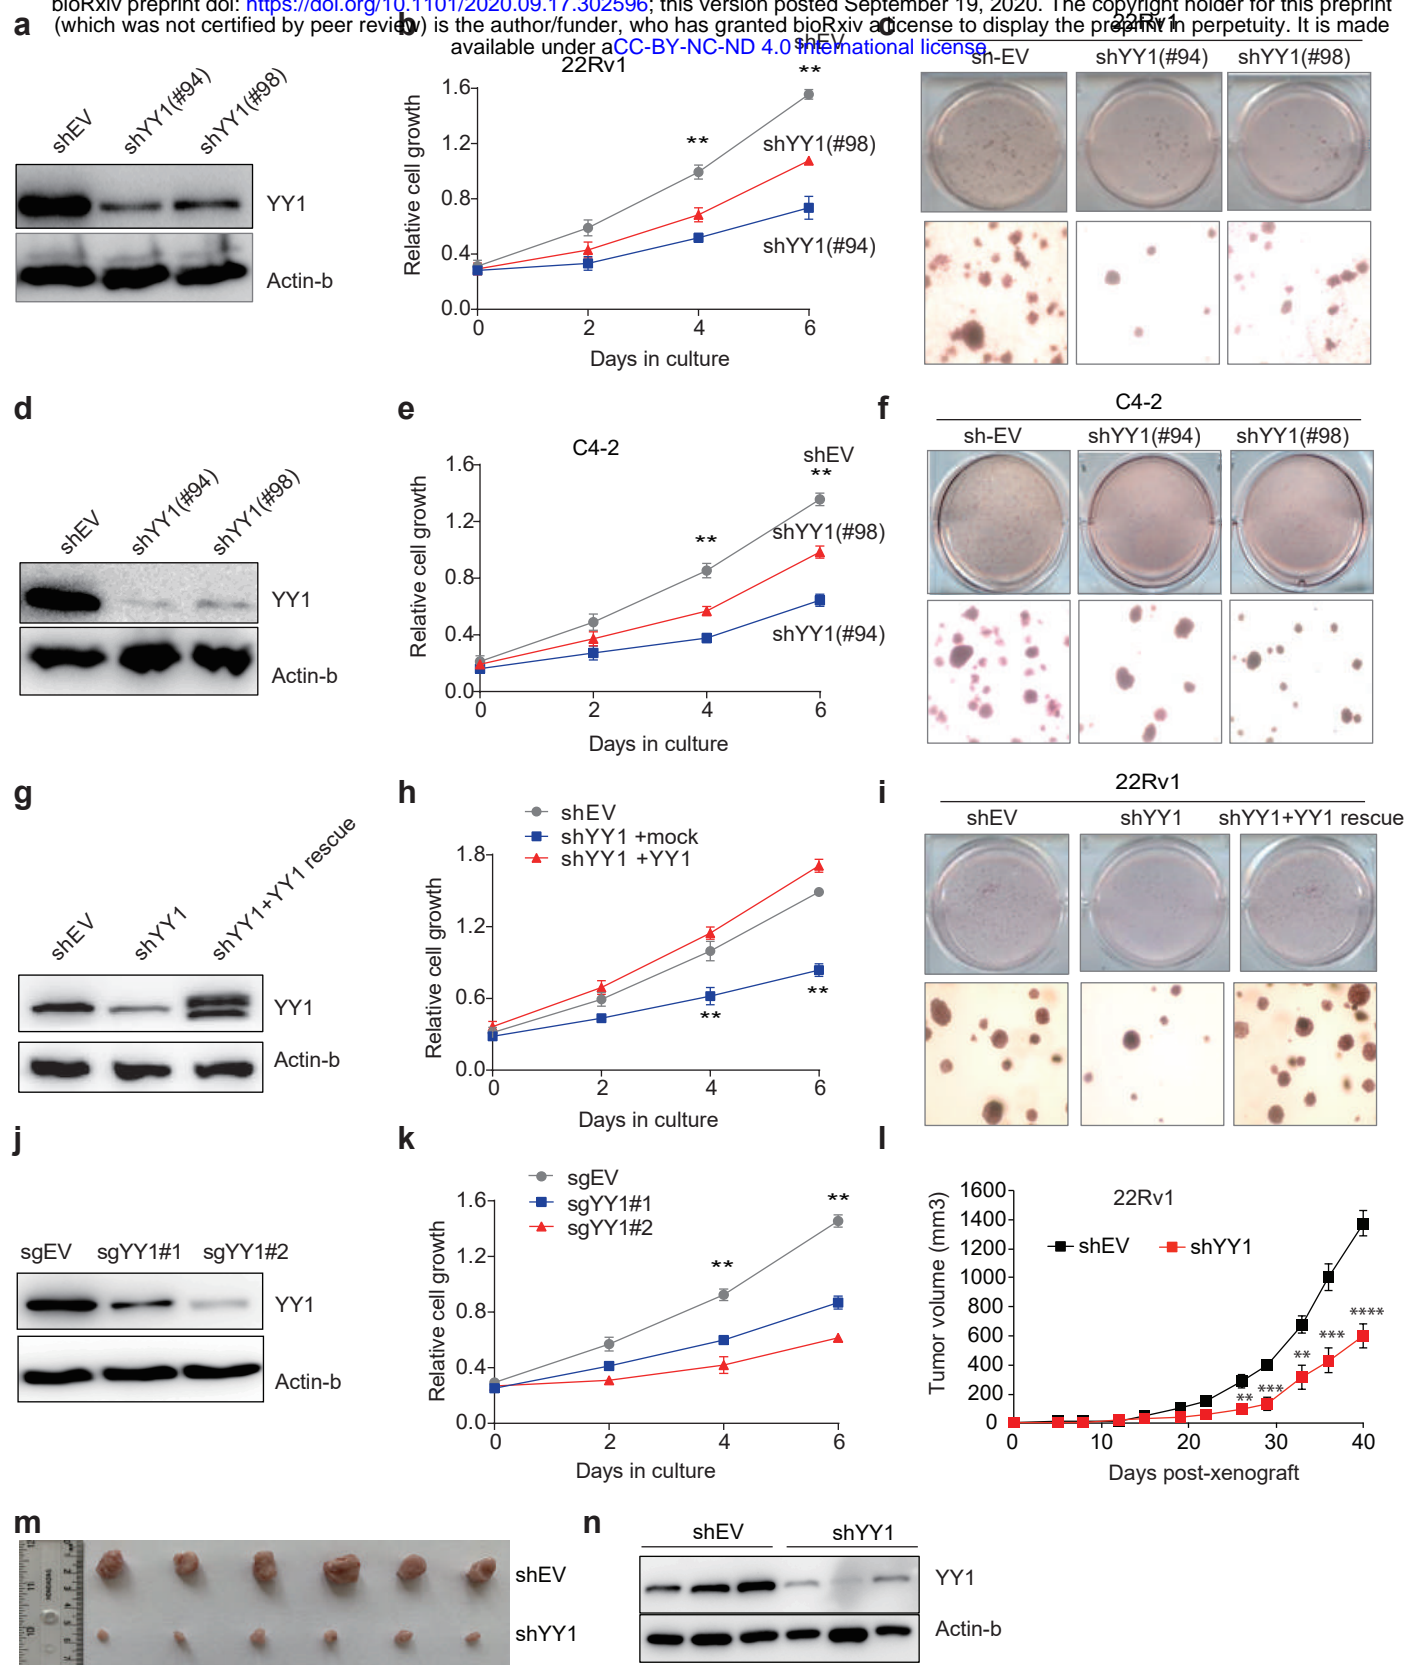 bioRxiv preprint doi: https://doi.org/10.1101/2020.09.17.302596; this version posted September 19, 2020. The copyright holder for this preprint
(which was not certified by peer review) is the author/funder, who has granted bioRxiv a license to display the preprint in perpetuity. It is made
available under aCC-BY-NC-ND 4.0 International license.
a
shEV
shYY1(#94)
shYY1(#98)
YY1
Actin-b
b
22Rv1
shEV
**
**
shYY1(#98)
shYY1(#94)
Relative cell growth
1.6
1.2
0.8
0.4
0.0
0 2 4 6
Days in culture
c
22Rv1
sh-EV shYY1(#94) shYY1(#98)
d
shEV
shYY1(#94)
shYY1(#98)
YY1
Actin-b
e
C4-2
shEV
**
**
shYY1(#98)
shYY1(#94)
Relative cell growth
1.6
1.2
0.8
0.4
0.0
0 2 4 6
Days in culture
f
C4-2
sh-EV shYY1(#94) shYY1(#98)
g
shEV
shYY1
shYY1+YY1 rescue
YY1
Actin-b
h
shEV
shYY1 +mock
shYY1 +YY1
Relative cell growth
1.8
1.2
0.6
0.0
**
**
0 2 4 6
Days in culture
i
22Rv1
shEV shYY1 shYY1+YY1 rescue
j
sgEV sgYY1#1 sgYY1#2
YY1
Actin-b
k
sgEV
sgYY1#1
sgYY1#2
**
**
Relative cell growth
1.6
1.2
0.8
0.4
0.0
0 2 4 6
Days in culture
l
22Rv1
shEV shYY1
Tumor volume (mm3)
1600
1400
1200
1000
800
600
400
200
0
** *** ** *** ****
0 10 20 30 40
Days post-xenograft
m
shEV
shYY1
n
shEV shYY1
YY1
Actin-b